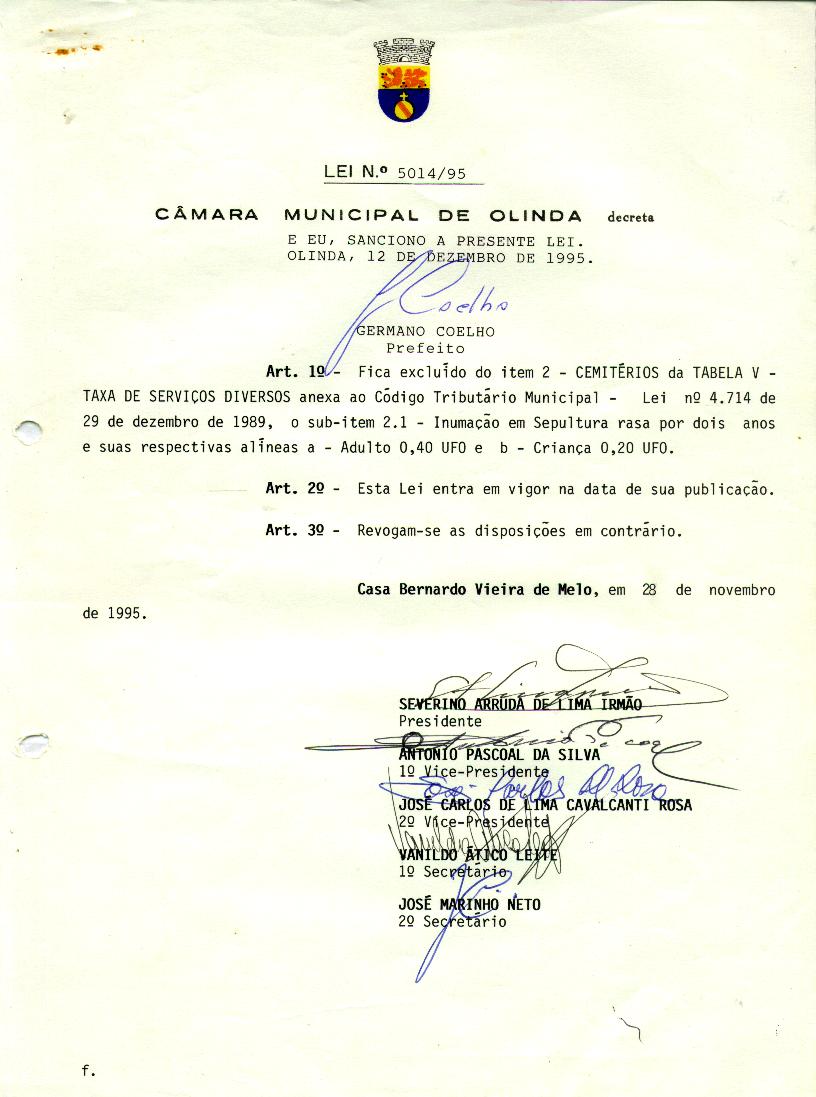 LEI N.º 5014/95
CÂMARA MUNICIPAL DE OLINDA decreta
E EU, SANCIONO A PRESENTE LEI.
OLINDA, 12 DE DEZEMBRO DE 1995.
Coelho
GERMANO COELHO
Prefeito
Art. 1º - Fica excluído do item 2 - CEMITÉRIOS da TABELA V -
TAXA DE SERVIÇOS DIVERSOS anexa ao Código Tributário Municipal - Lei nº 4.714 de
29 de dezembro de 1989, o sub-item 2.1 - Inumação em Sepultura rasa por dois anos
e suas respectivas alíneas a - Adulto 0,40 UFO e b - Criança 0,20 UFO.
Art. 2º - Esta Lei entra em vigor na data de sua publicação.
Art. 3º - Revogam-se as disposições em contrário.
Casa Bernardo Vieira de Melo, em 28 de novembro
de 1995.
SEVERINO ARRUDA DE LIMA IRMÃO
Presidente
ANTONIO PASCOAL DA SILVA
1º Vice-Presidente
JOSÉ CARLOS DE LIMA CAVALCANTI ROSA
2º Vice-Presidente
VANILDO ÁTICO LEITE
1º Secretário
JOSÉ MARINHO NETO
2º Secretário
f.